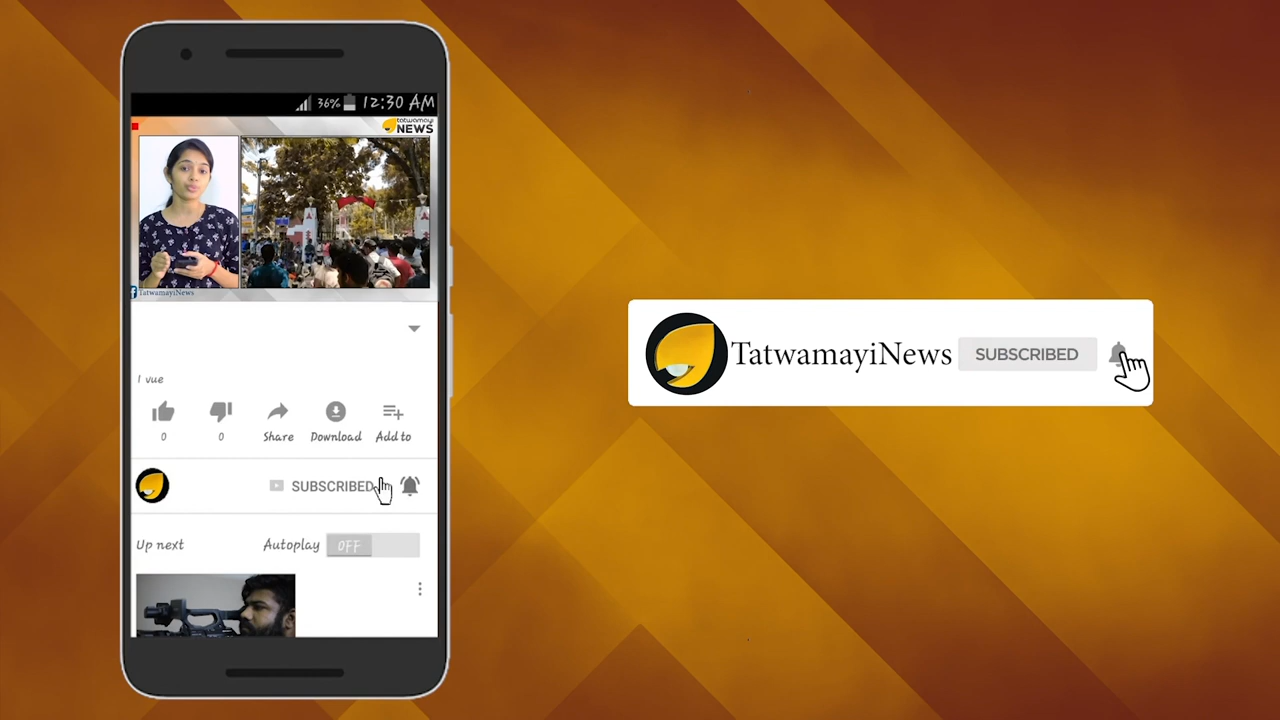 36% 12:30 AM
tatwamayi
NEWS
TatwamayiNews
1 vue
0 0 Share Download Add to
SUBSCRIBED
Up next Autoplay OFF
TatwamayiNews SUBSCRIBED